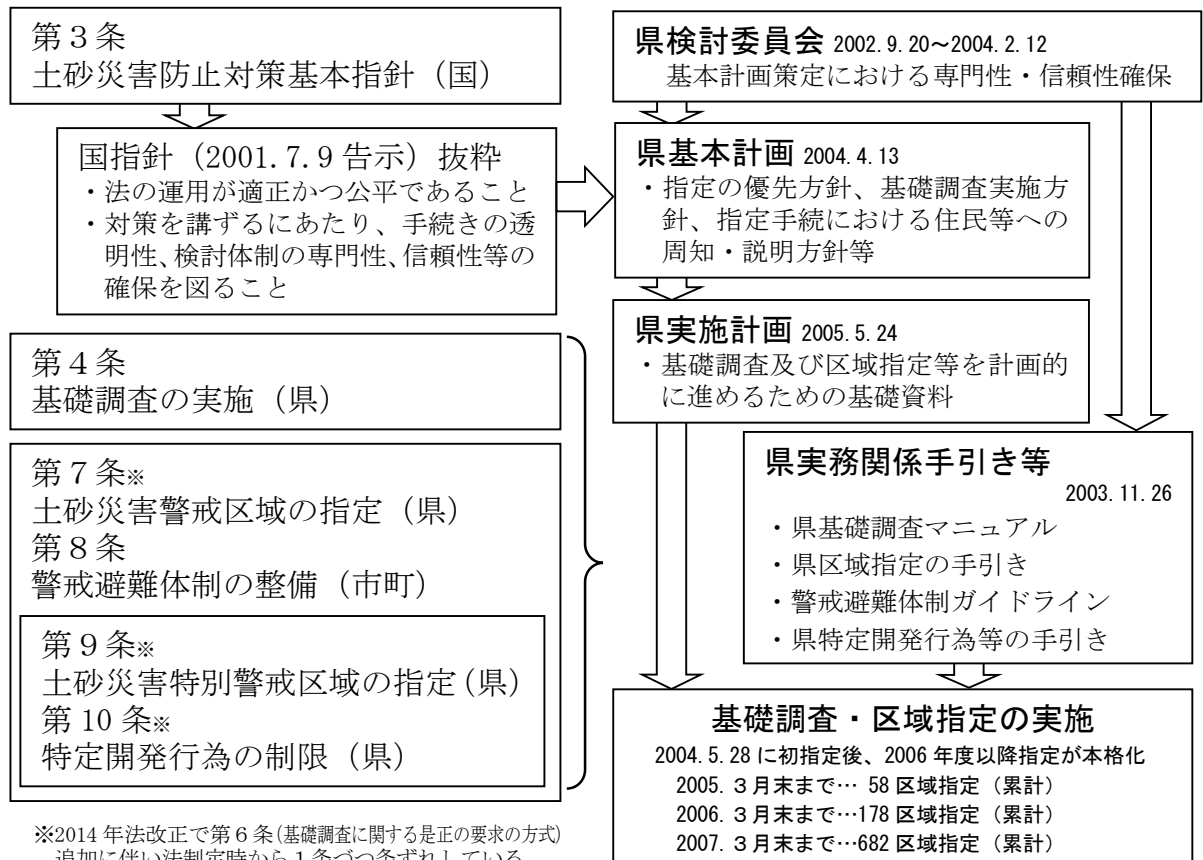 第３条
土砂災害防止対策基本指針（国）
国指針（2001.7.9 告示）抜粋
・法の運用が適正かつ公平であること
・対策を講ずるにあたり、手続きの透
明性、検討体制の専門性、信頼性等の
確保を図ること
第４条
基礎調査の実施（県）
第７条※
土砂災害警戒区域の指定（県）
第８条
警戒避難体制の整備（市町）
第９条※
土砂災害特別警戒区域の指定（県）
第 10 条※
特定開発行為の制限（県）
※2014 年法改正で第６条(基礎調査に関する是正の要求の方式)
追加に伴い法制定時から１条づつ条ずれしている
県検討委員会 2002.9.20～2004.2.12
基本計画策定における専門性・信頼性確保
県基本計画 2004.4.13
・指定の優先方針、基礎調査実施方
針、指定手続における住民等への
周知・説明方針等
県実施計画 2005.5.24
・基礎調査及び区域指定等を計画的
に進めるための基礎資料
県実務関係手引き等
2003.11.26
・県基礎調査マニュアル
・県区域指定の手引き
・警戒避難体制ガイドライン
・県特定開発行為等の手引き
基礎調査・区域指定の実施
2004.5.28 に初指定後、2006 年度以降指定が本格化
2005.３月末まで… 58 区域指定（累計）
2006.３月末まで…178 区域指定（累計）
2007.３月末まで…682 区域指定（累計）